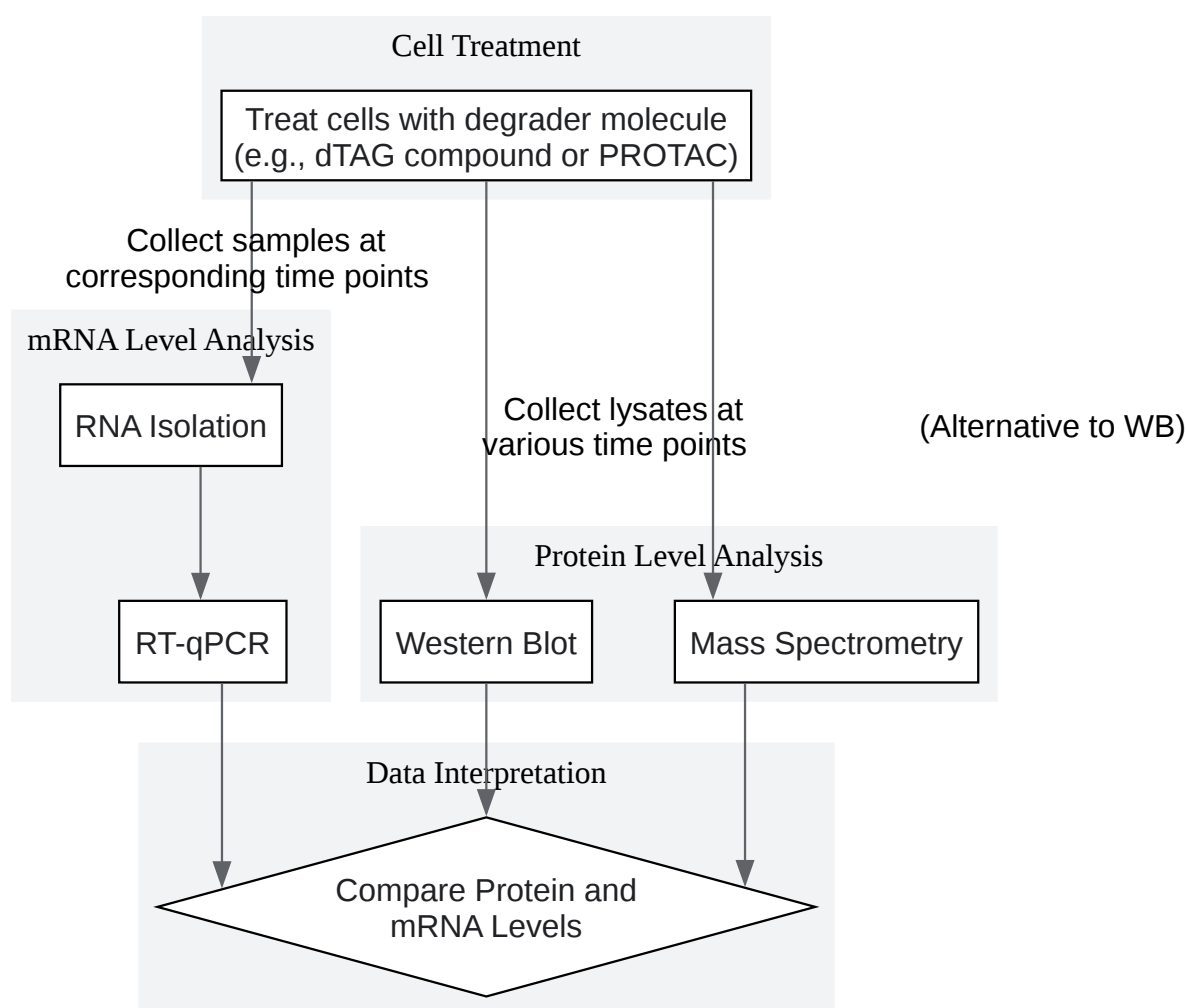 Cell Treatment
Treat cells with degrader molecule
(e.g., dTAG compound or PROTAC)
Collect samples at
corresponding time points
mRNA Level Analysis
RNA Isolation
Collect lysates at
various time points
(Alternative to WB)
Protein Level Analysis
RT-qPCR
Western Blot
Mass Spectrometry
Data Interpretation
Compare Protein and
mRNA Levels